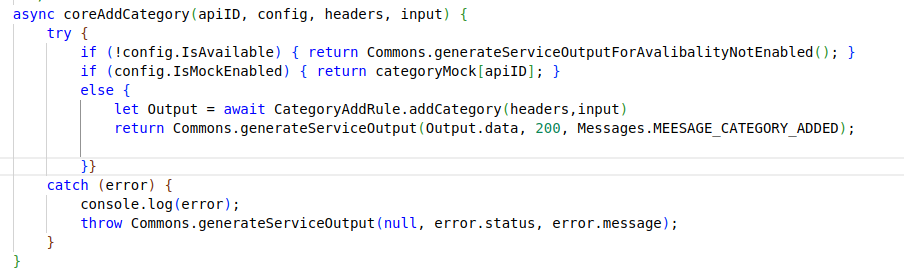 async coreAddCategory(apiID, config, headers, input) {
    try {
        if (!config.IsAvailable) { return Commons.generateServiceOutputForAvalibalityNotEnabled(); }
        if (config.IsMockEnabled) { return categoryMock[apiID]; }
        else {
            let Output = await CategoryAddRule.addCategory(headers,input)
            return Commons.generateServiceOutput(Output.data, 200, Messages.MEESAGE_CATEGORY_ADDED);
        }}
    catch (error) {
        console.log(error);
        throw Commons.generateServiceOutput(null, error.status, error.message);
    }
}